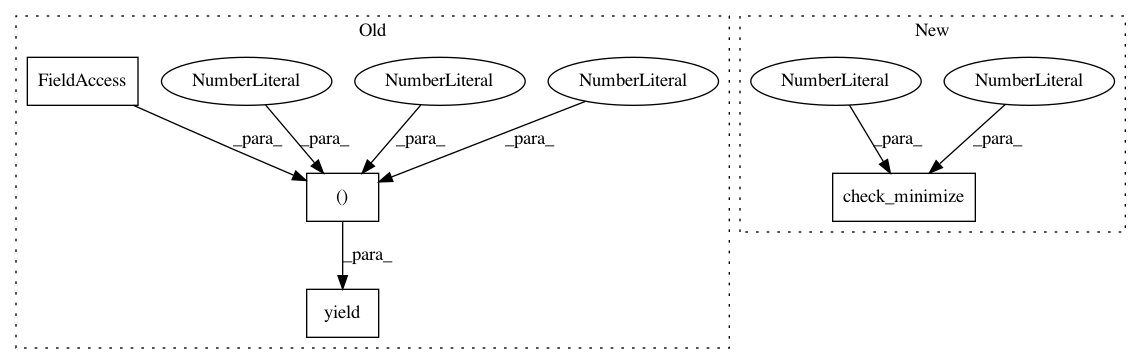 Old
New
FieldAccess
NumberLiteral
NumberLiteral
NumberLiteral
NumberLiteral
NumberLiteral
_para_
_para_
_para_
_para_
_para_
_para_
()
check_minimize
_para_
yield